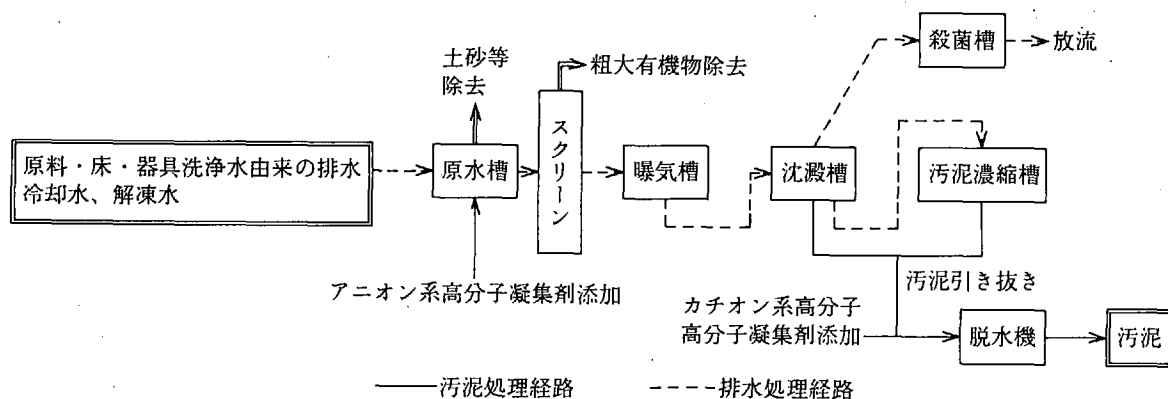 殺菌槽
放流
土砂等
除去
粗大有機物除去
スクリーン
原料・床・器具洗浄水由来の排水
冷却水、解凍水
原水槽
曝気槽
沈澱槽
汚泥濃縮槽
アニオン系高分子凝集剤添加
汚泥引き抜き
カチオン系高分子
高分子凝集剤添加
脱水機
汚泥
汚泥処理経路
排水処理経路